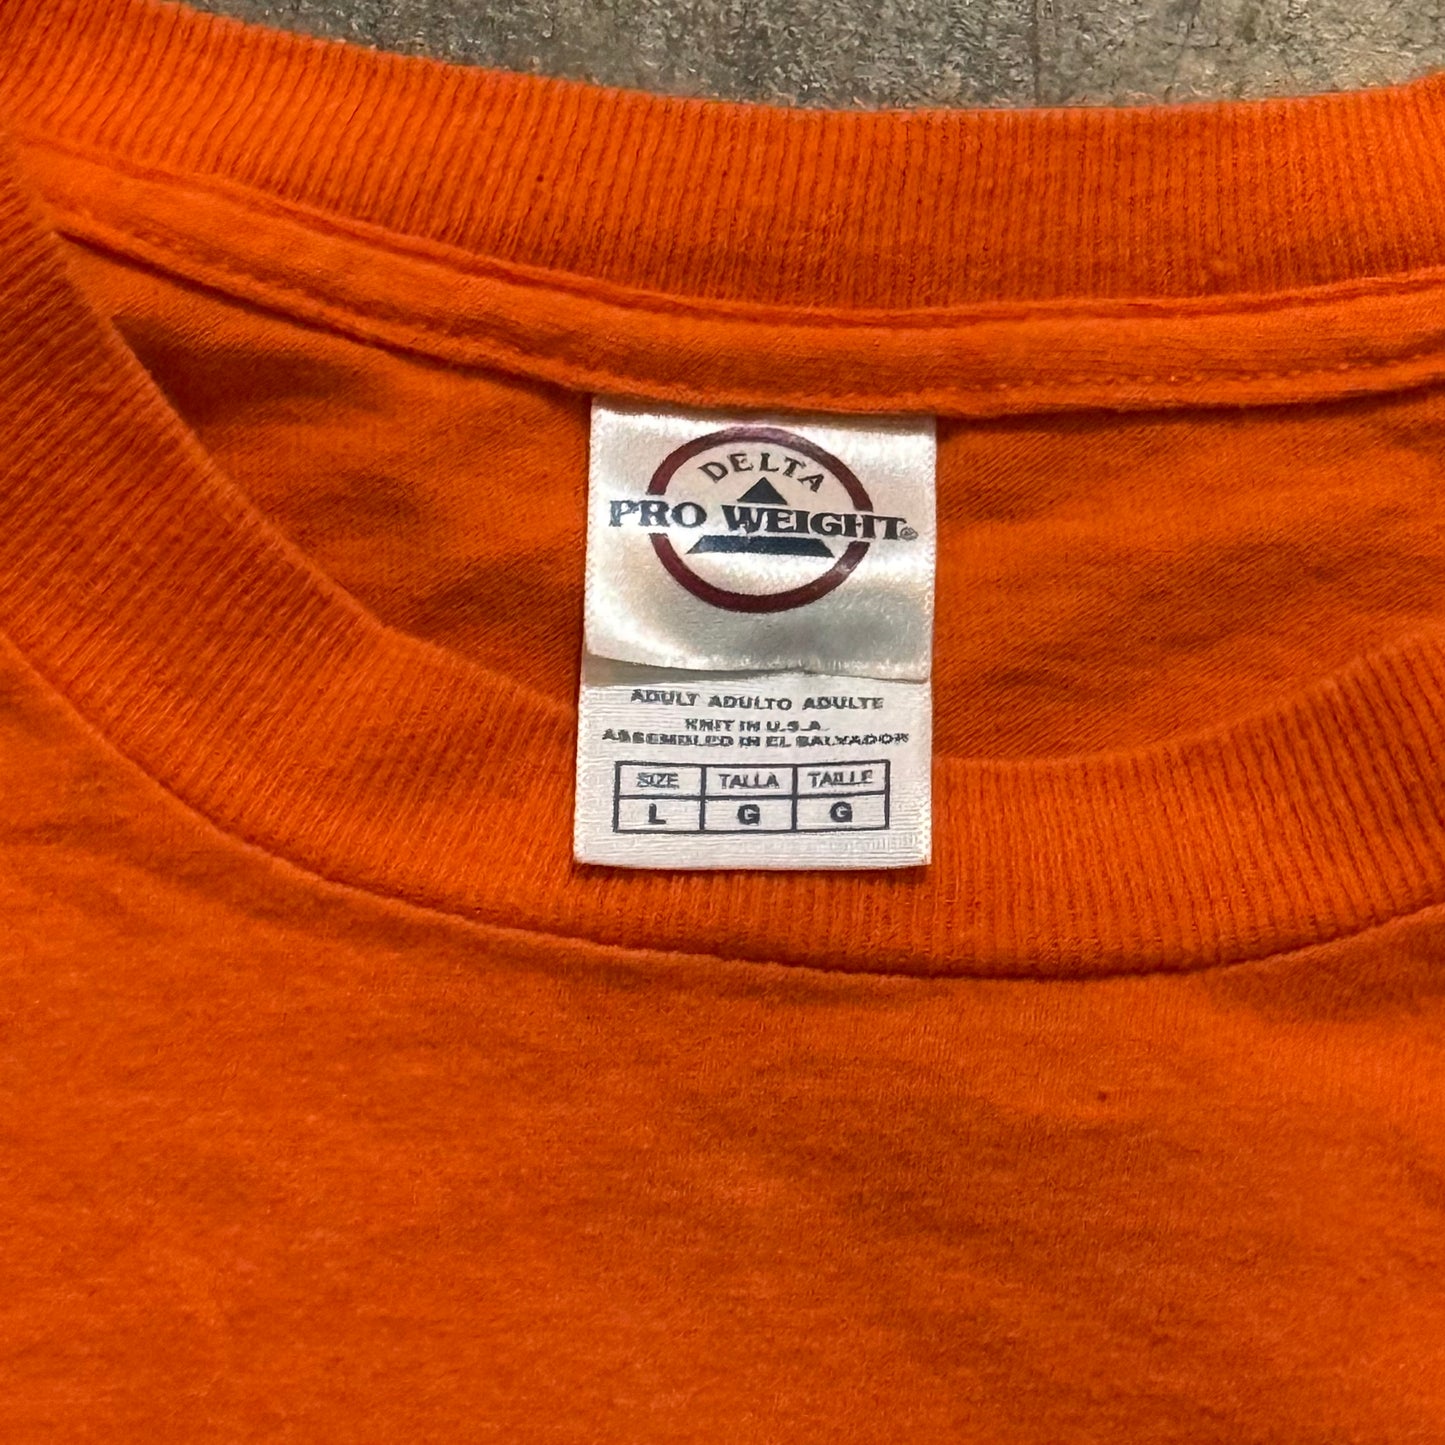 DELTA
PRO WEIGHT®
ADULT ADULTO ADULTE
KNIT IN U.S.A.
ASSEMBLED IN EL SALVADOR
SIZE TALLA TAILLE
L G G